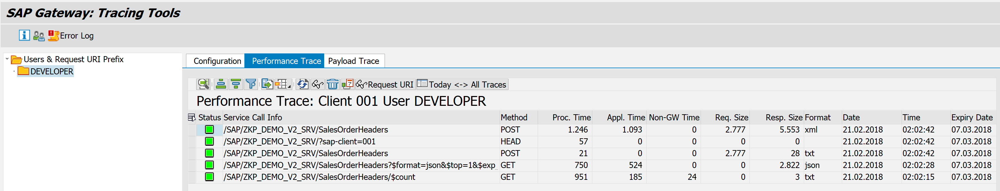 SAP Gateway: Tracing Tools
Error Log
Users & Request URI Prefix
DEVELOPER
Configuration Performance Trace Payload Trace
Request URI Today <-> All Traces
Performance Trace: Client 001 User DEVELOPER
Status Service Call Info Method Proc. Time Appl. Time Non-GW Time Req. Size Resp. Size Format Date Time Expiry Date
/SAP/ZKP_DEMO_V2_SRV/SalesOrderHeaders POST 1.246 1.093 0 2.777 5.553 xml 21.02.2018 02:02:42 07.03.2018
/SAP/ZKP_DEMO_V2_SRV/?sap-client=001 HEAD 57 0 0 0 0 21.02.2018 02:02:42 07.03.2018
/SAP/ZKP_DEMO_V2_SRV/SalesOrderHeaders POST 21 0 0 2.777 28 txt 21.02.2018 02:02:42 07.03.2018
/SAP/ZKP_DEMO_V2_SRV/SalesOrderHeaders?$format=json&$top=1&$exp... GET 750 524 0 0 2.822 json 21.02.2018 02:02:28 07.03.2018
/SAP/ZKP_DEMO_V2_SRV/SalesOrderHeaders/$count GET 951 185 24 0 3 txt 21.02.2018 02:02:15 07.03.2018